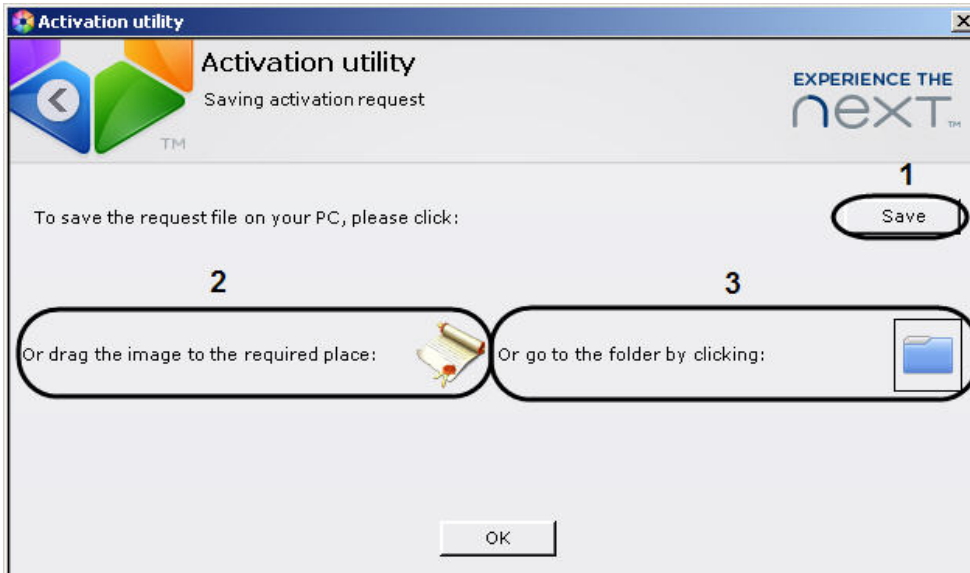 Activation utility
Activation utility
Saving activation request
EXPERIENCE THE
nexT™
TM
1
To save the request file on your PC, please click:
Save
2
3
Or drag the image to the required place:
Or go to the folder by clicking:
OK